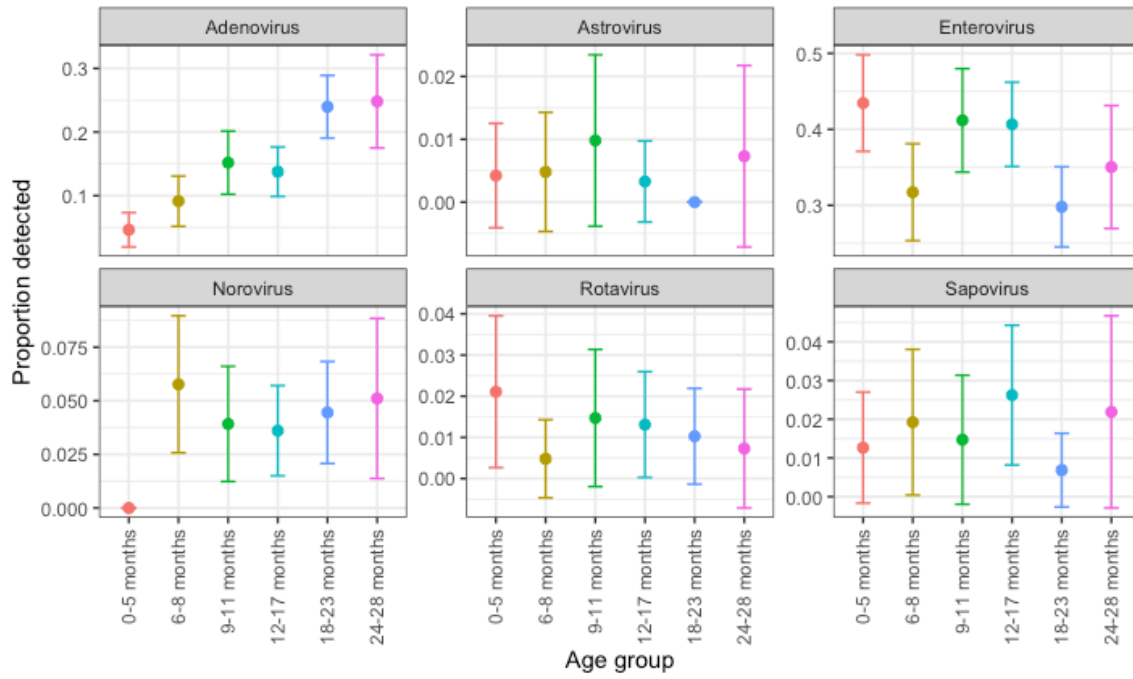 Adenovirus
Astrovirus
Enterovirus
0.3
0.2
0.1
0.02
0.01
0.00
0.5
0.4
0.3
Proportion detected
Norovirus
Rotavirus
Sapovirus
0.075
0.050
0.025
0.000
0.04
0.03
0.02
0.01
0.00
0.04
0.03
0.02
0.01
0.00
0-5 months
6-8 months
9-11 months
12-17 months
18-23 months
24-28 months
0-5 months
6-8 months
9-11 months
12-17 months
18-23 months
24-28 months
0-5 months
6-8 months
9-11 months
12-17 months
18-23 months
24-28 months
Age group